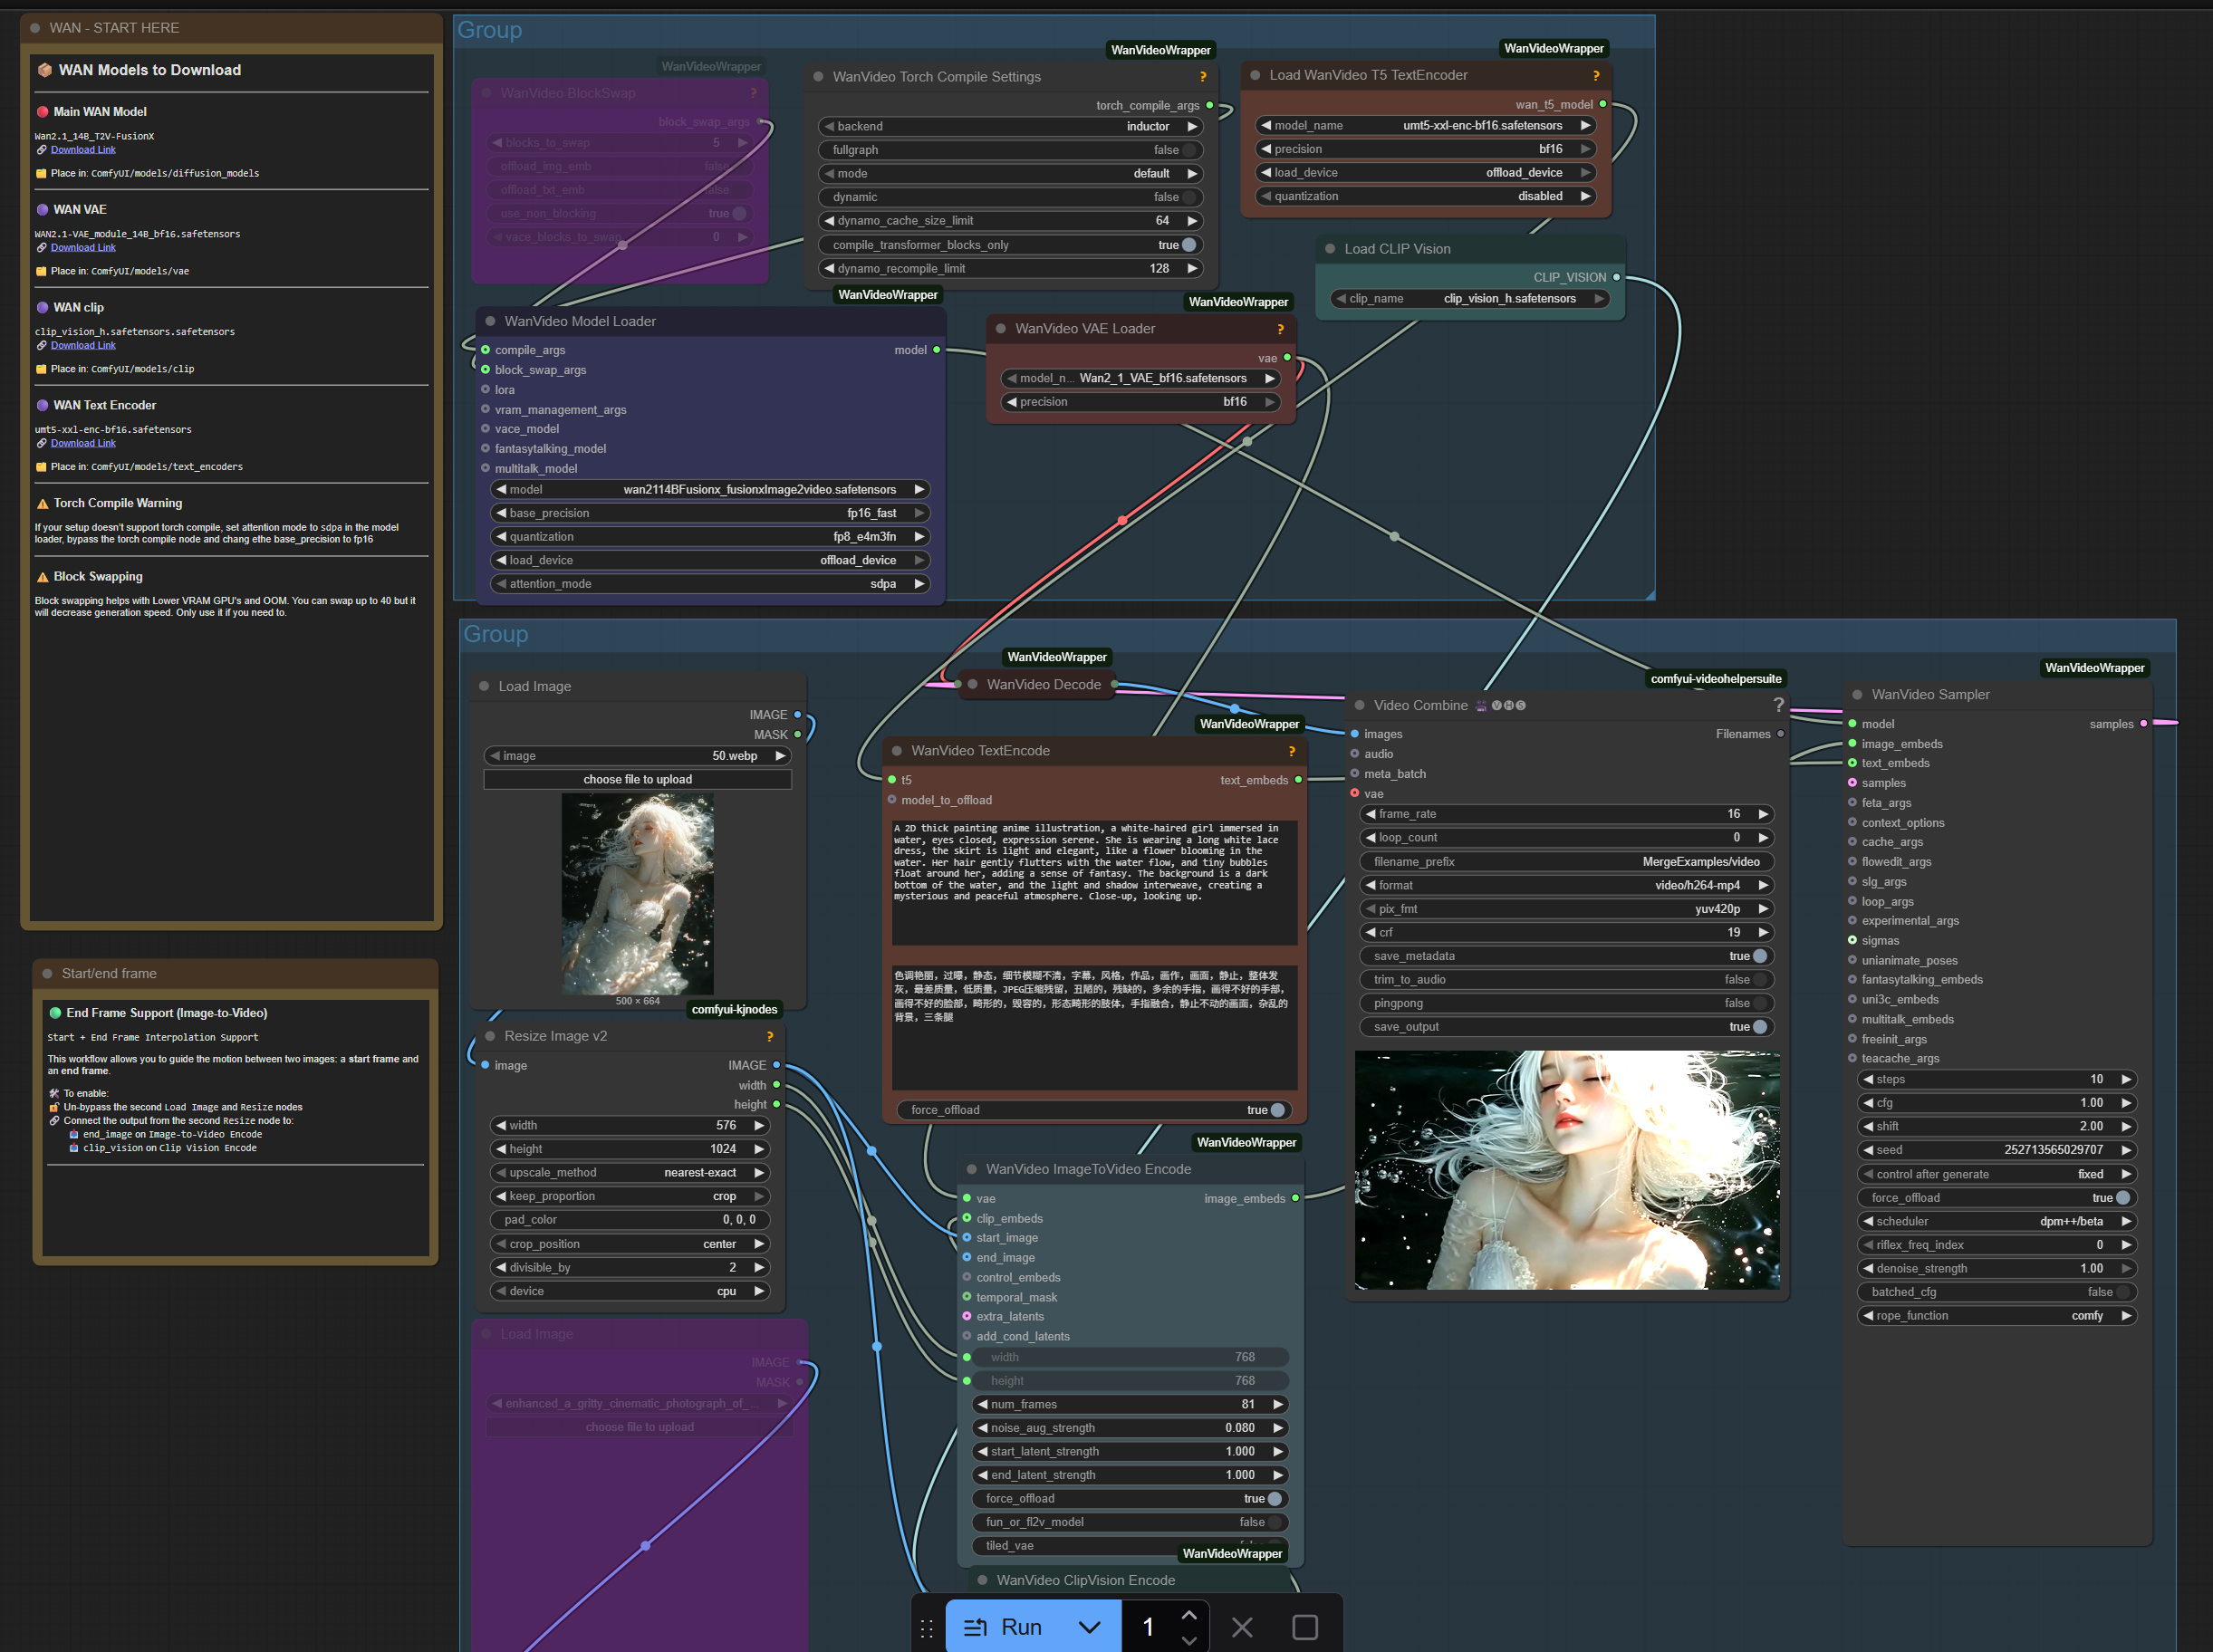 WAN - START HERE
📦 WAN Models to Download
🔴 Main WAN Model
Wan2.1_14B_T2V-FusionX
🔗 Download Link
📁 Place in: ComfyUI/models/diffusion_models
🟣 WAN VAE
WAN2.1-VAE_module_14B_bf16.safetensors
🔗 Download Link
📁 Place in: ComfyUI/models/vae
🟣 WAN clip
clip_vision_h.safetensors.safetensors
🔗 Download Link
📁 Place in: ComfyUI/models/clip
🟣 WAN Text Encoder
umt5-xxl-enc-bf16.safetensors
🔗 Download Link
📁 Place in: ComfyUI/models/text_encoders
⚠️ Torch Compile Warning
If your setup doesn't support torch compile, set attention mode to sdpa in the model
loader, bypass the torch compile node and chang ethe base_precision to fp16
⚠️ Block Swapping
Block swapping helps with Lower VRAM GPU's and OOM. You can swap up to 40 but it
will decrease generation speed. Only use it if you need to.
Start/end frame
🟢 End Frame Support (Image-to-Video)
Start + End Frame Interpolation Support
This workflow allows you to guide the motion between two images: a start frame and
an end frame.
🛠 To enable:
🔓 Un-bypass the second Load Image and Resize nodes
🔗 Connect the output from the second Resize node to:
📥 end_image on Image-to-Video Encode
📥 clip_vision on Clip Vision Encode
Group
WanVideoWrapper
WanVideo BlockSwap ?
block_swap_args
blocks_to_swap 5
offload_img_emb false
offload_txt_emb false
use_non_blocking true
vace_blocks_to_swap 0
WanVideoWrapper
WanVideo Torch Compile Settings ?
torch_compile_args
backend inductor
fullgraph false
mode default
dynamic false
dynamo_cache_size_limit 64
compile_transformer_blocks_only true
dynamo_recompile_limit 128
WanVideoWrapper
Load WanVideo T5 TextEncoder ?
wan_t5_model
model_name umt5-xxl-enc-bf16.safetensors
precision bf16
load_device offload_device
quantization disabled
Load CLIP Vision
CLIP_VISION
clip_name clip_vision_h.safetensors
WanVideoWrapper
WanVideo Model Loader
compile_args model
block_swap_args
lora
vram_management_args
vace_model
fantasytalking_model
multitalk_model
model wan2114BFusionx_fusionxImage2video.safetensors
base_precision fp16_fast
quantization fp8_e4m3fn
load_device offload_device
attention_mode sdpa
WanVideoWrapper
WanVideo VAE Loader ?
vae
model_n... Wan2_1_VAE_bf16.safetensors
precision bf16
Group
Load Image
IMAGE
MASK
image 50.webp
choose file to upload
500 × 664
comfyui-kjnodes
Resize Image v2 ?
image IMAGE
width
height
width 576
height 1024
upscale_method nearest-exact
keep_proportion crop
pad_color 0, 0, 0
crop_position center
divisible_by 2
device cpu
Load Image
IMAGE
MASK
enhanced_a_gritty_cinematic_photograph_of_...
choose file to upload
WanVideoWrapper
WanVideo Decode
WanVideoWrapper
WanVideo TextEncode ?
t5 text_embeds
model_to_offload
A 2D thick painting anime illustration, a white-haired girl immersed in
water, eyes closed, expression serene. She is wearing a long white lace
dress, the skirt is light and elegant, like a flower blooming in the
water. Her hair gently flutters with the water flow, and tiny bubbles
float around her, adding a sense of fantasy. The background is a dark
bottom of the water, and the light and shadow interweave, creating a
mysterious and peaceful atmosphere. Close-up, looking up.
色调艳丽，过曝，静态，细节模糊不清，字幕，风格，作品，画作，画面，静止，整体发
灰，最差质量，低质量，JPEG压缩残留，丑陋的，残缺的，多余的手指，画得不好的手部，
画得不好的脸部，畸形的，毁容的，形态畸形的肢体，手指融合，静止不动的画面，杂乱的
背景，三条腿
force_offload true
WanVideoWrapper
WanVideo ImageToVideo Encode
vae image_embeds
clip_embeds
start_image
end_image
control_embeds
temporal_mask
extra_latents
add_cond_latents
width 768
height 768
num_frames 81
noise_aug_strength 0.080
start_latent_strength 1.000
end_latent_strength 1.000
force_offload true
fun_or_fl2v_model false
tiled_vae
WanVideoWrapper
WanVideo ClipVision Encode
comfyui-videohelpersuite
Video Combine 🎥🅥🅗🅢 ?
images Filenames
audio
meta_batch
vae
frame_rate 16
loop_count 0
filename_prefix MergeExamples/video
format video/h264-mp4
pix_fmt yuv420p
crf 19
save_metadata true
trim_to_audio false
pingpong false
save_output true
WanVideoWrapper
WanVideo Sampler
model samples
image_embeds
text_embeds
samples
feta_args
context_options
cache_args
flowedit_args
slg_args
loop_args
experimental_args
sigmas
unianimate_poses
fantasytalking_embeds
uni3c_embeds
multitalk_embeds
freeinit_args
teacache_args
steps 10
cfg 1.00
shift 2.00
seed 252713565029707
control after generate fixed
force_offload true
scheduler dpm++/beta
riflex_freq_index 0
denoise_strength 1.00
batched_cfg false
rope_function comfy
Run 1